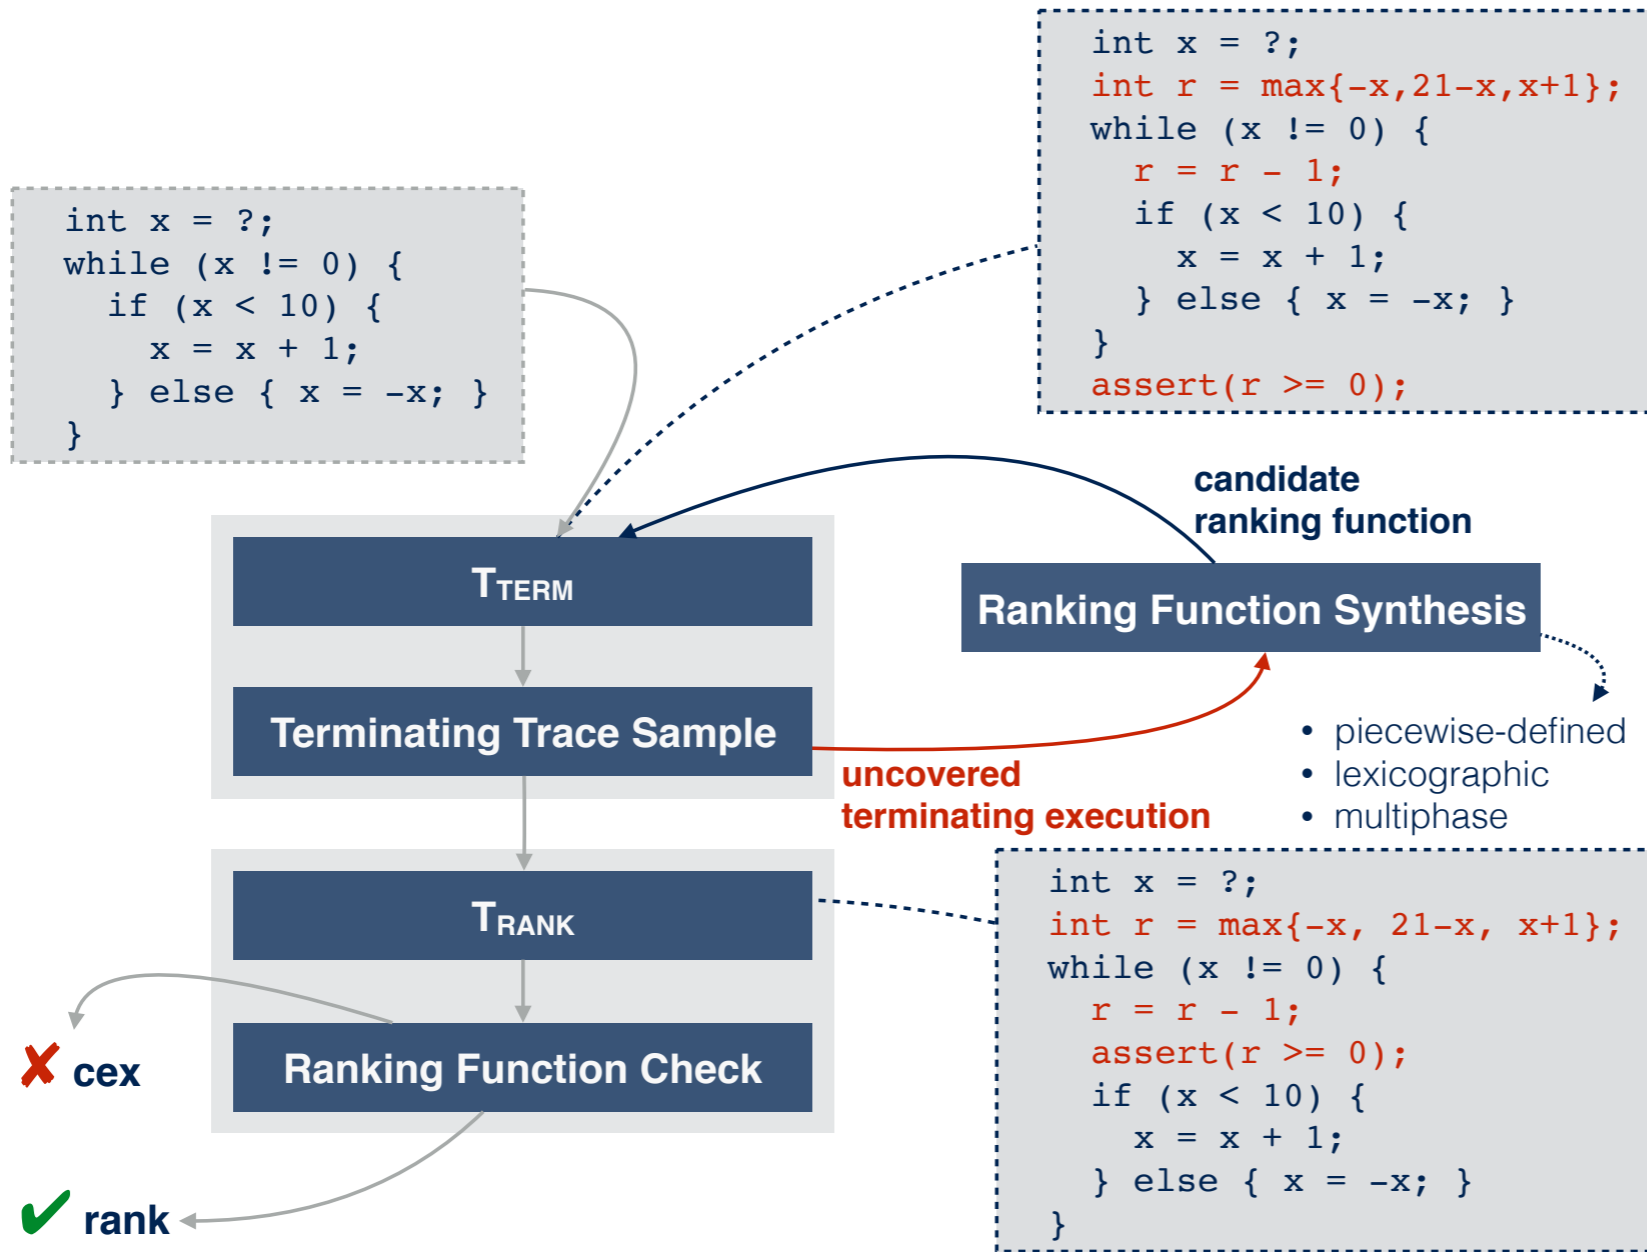 int x = ?;
while (x != 0) {
  if (x < 10) {
    x = x + 1;
  } else { x = -x; }
}
int x = ?;
int r = max{-x,21-x,x+1};
while (x != 0) {
  r = r - 1;
  if (x < 10) {
    x = x + 1;
  } else { x = -x; }
}
assert(r >= 0);
candidate
ranking function
T_TERM
Ranking Function Synthesis
Terminating Trace Sample
uncovered
terminating execution
• piecewise-defined
• lexicographic
• multiphase
T_RANK
Ranking Function Check
int x = ?;
int r = max{-x, 21-x, x+1};
while (x != 0) {
  r = r - 1;
  assert(r >= 0);
  if (x < 10) {
    x = x + 1;
  } else { x = -x; }
}
✘ cex
✔ rank